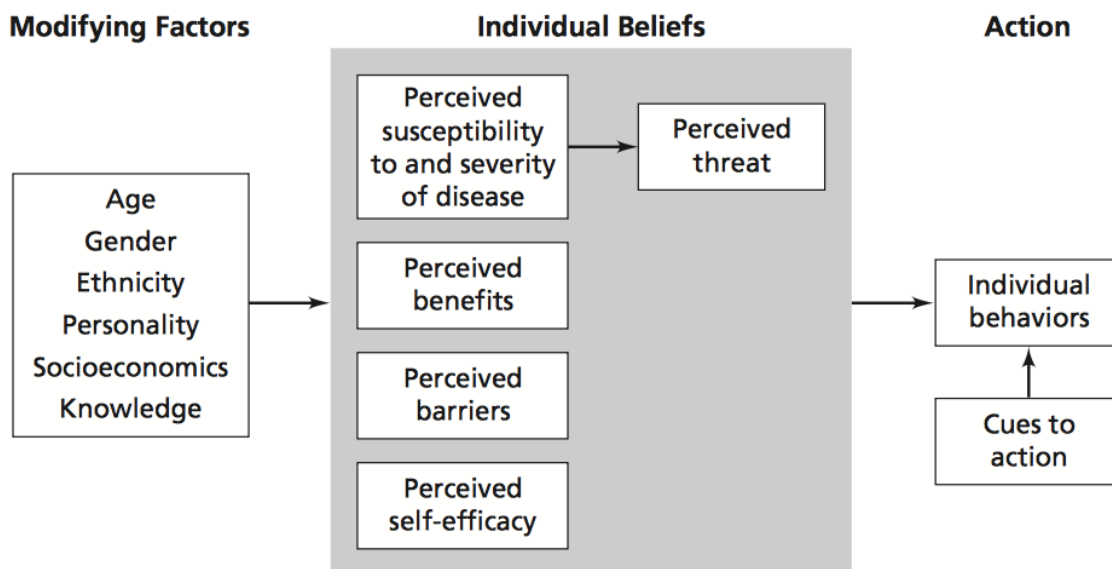 Modifying Factors
Individual Beliefs
Action
Age
Gender
Ethnicity
Personality
Socioeconomics
Knowledge
Perceived
susceptibility
to and severity
of disease
Perceived
threat
Perceived
benefits
Perceived
barriers
Perceived
self-efficacy
Individual
behaviors
Cues to
action